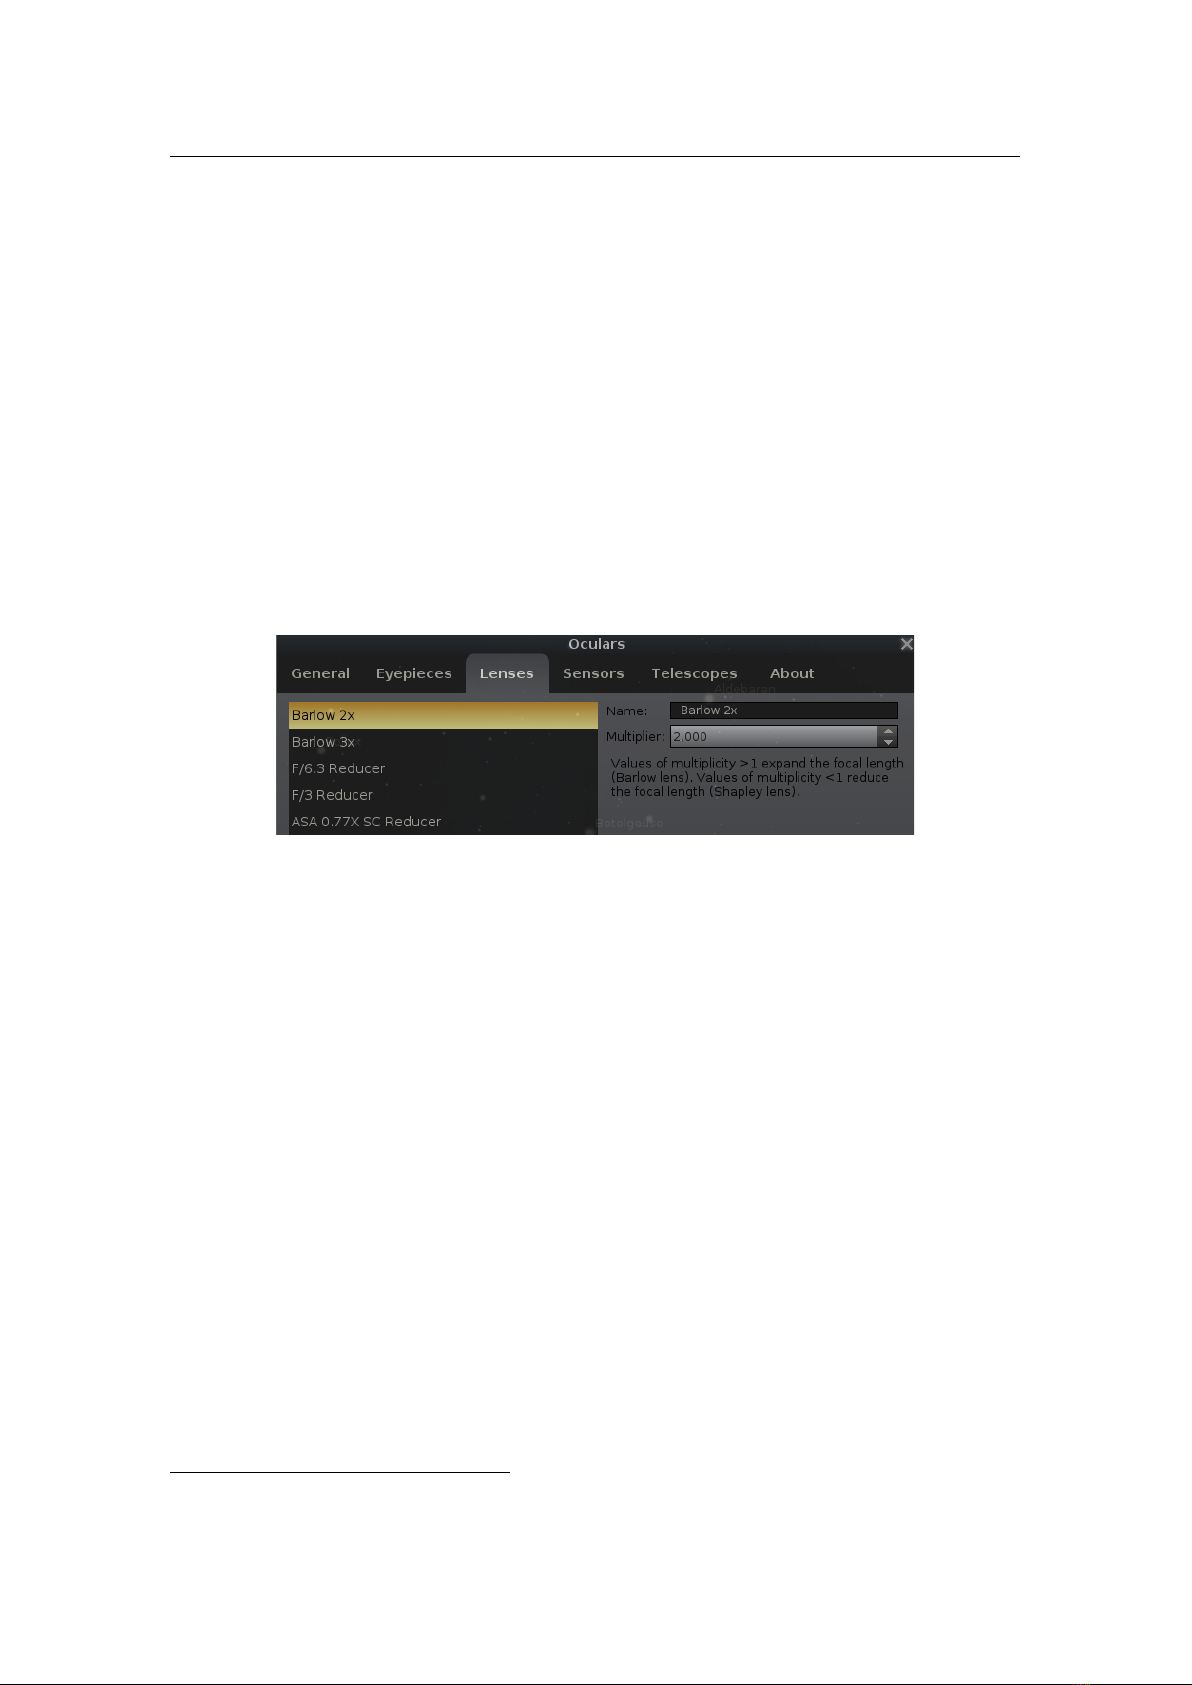 Oculars
General Eyepieces Lenses Sensors Telescopes About
Aldebaran
Barlow 2x
Barlow 3x
F/6.3 Reducer
F/3 Reducer
ASA 0.77X SC Reducer
Name: Barlow 2x
Multiplier: 2,000
Values of multiplicity >1 expand the focal length
(Barlow lens). Values of multiplicity <1 reduce
the focal length (Shapley lens).
Betelgeuse